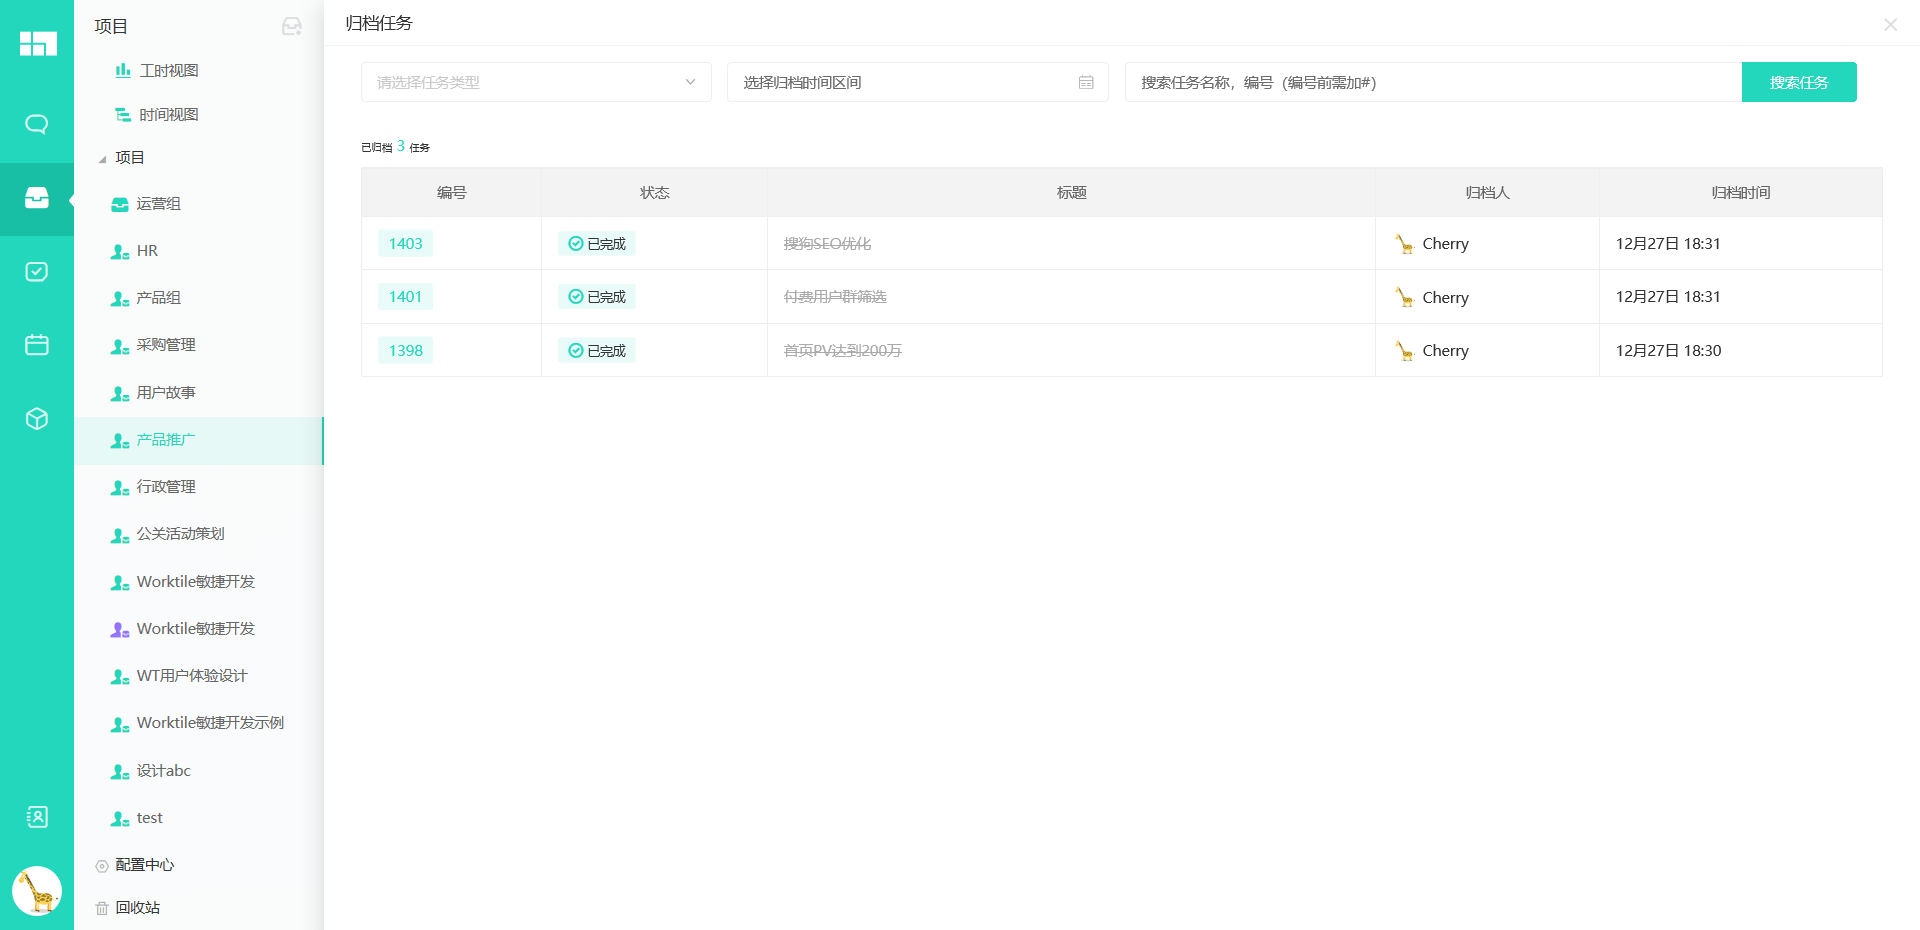 项目
工时视图
时间视图
项目
运营组
HR
产品组
采购管理
用户故事
产品推广
行政管理
公关活动策划
Worktile敏捷开发
Worktile敏捷开发
WT用户体验设计
Worktile敏捷开发示例
设计abc
test
配置中心
回收站
归档任务
请选择任务类型
选择归档时间区间
搜索任务名称，编号（编号前需加#）
搜索任务
已归档 3 任务
编号 状态 标题 归档人 归档时间
1403 已完成 搜狗SEO优化 Cherry 12月27日 18:31
1401 已完成 付费用户群筛选 Cherry 12月27日 18:31
1398 已完成 首页PV达到200万 Cherry 12月27日 18:30